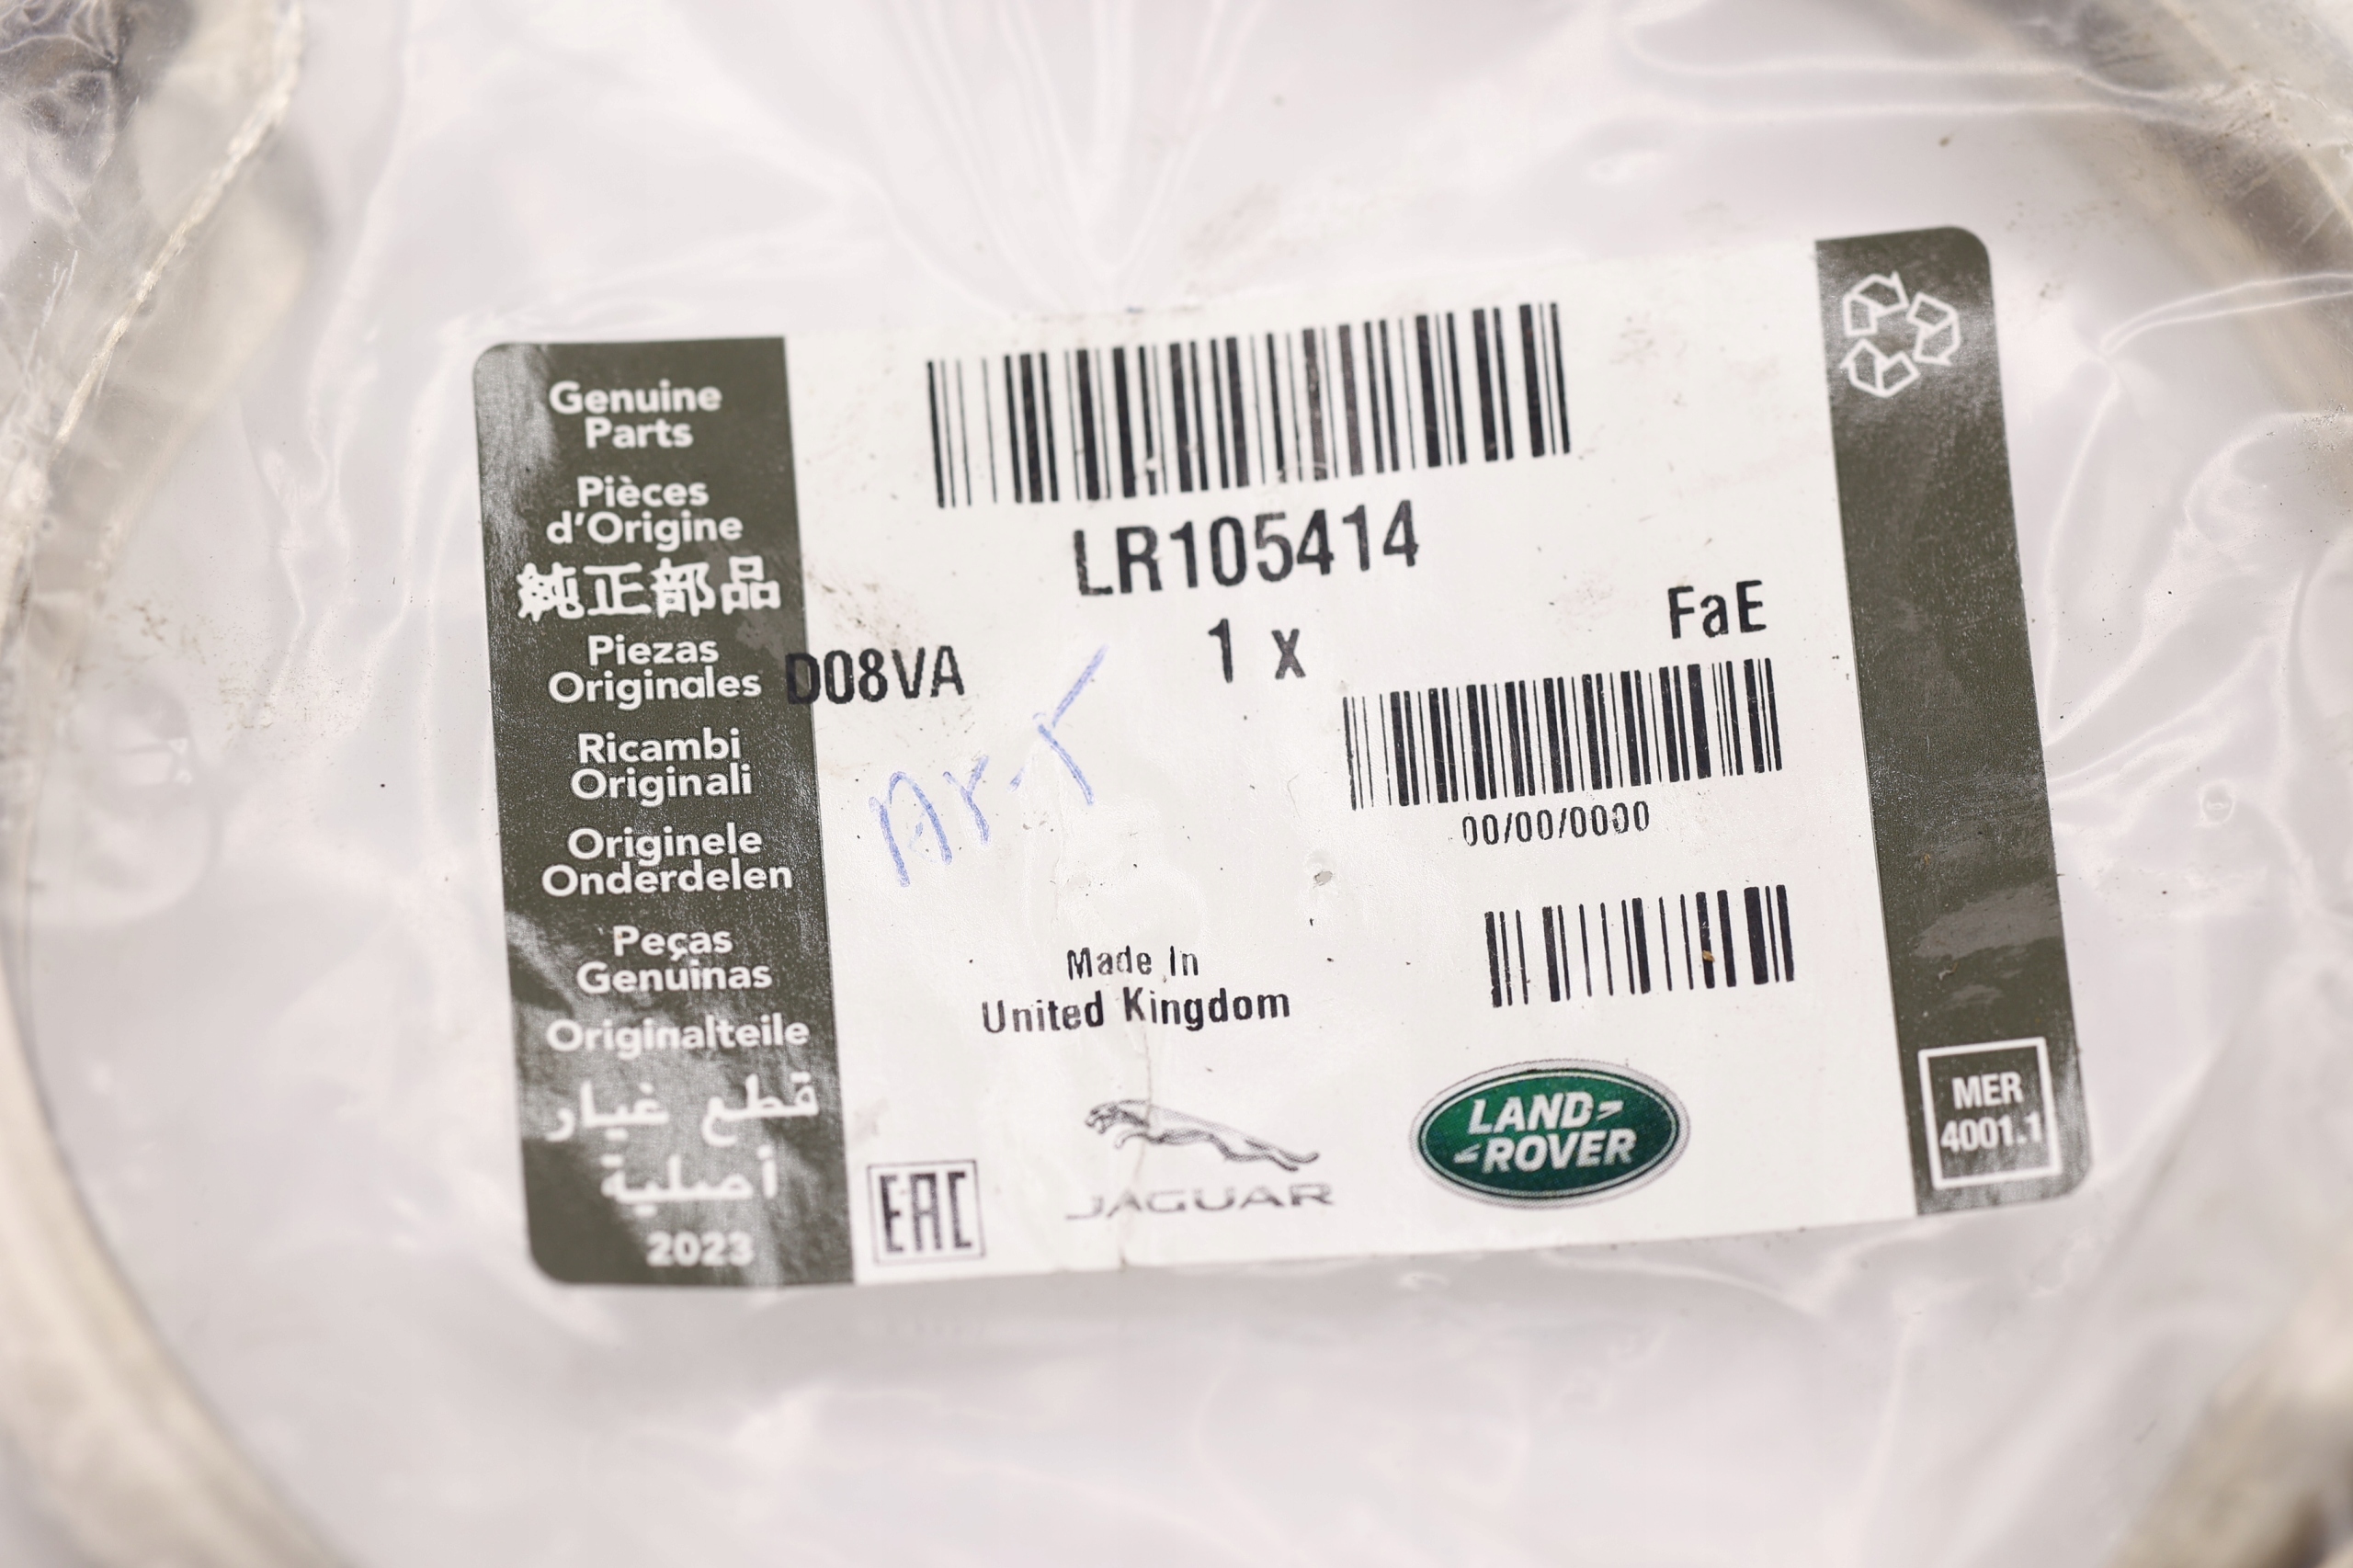 Genuine
Parts
Pièces
d'Origine
純正部品
Piezas
Originales
Ricambi
Originali
Originele
Onderdelen
Peças
Genuinas
Originalteile
قطع غيار
أصلية
2023
LR105414
1 x
FaE
D08VA
00/00/0000
Made In
United Kingdom
EAC
JAGUAR
LAND
ROVER
MER
4001.1